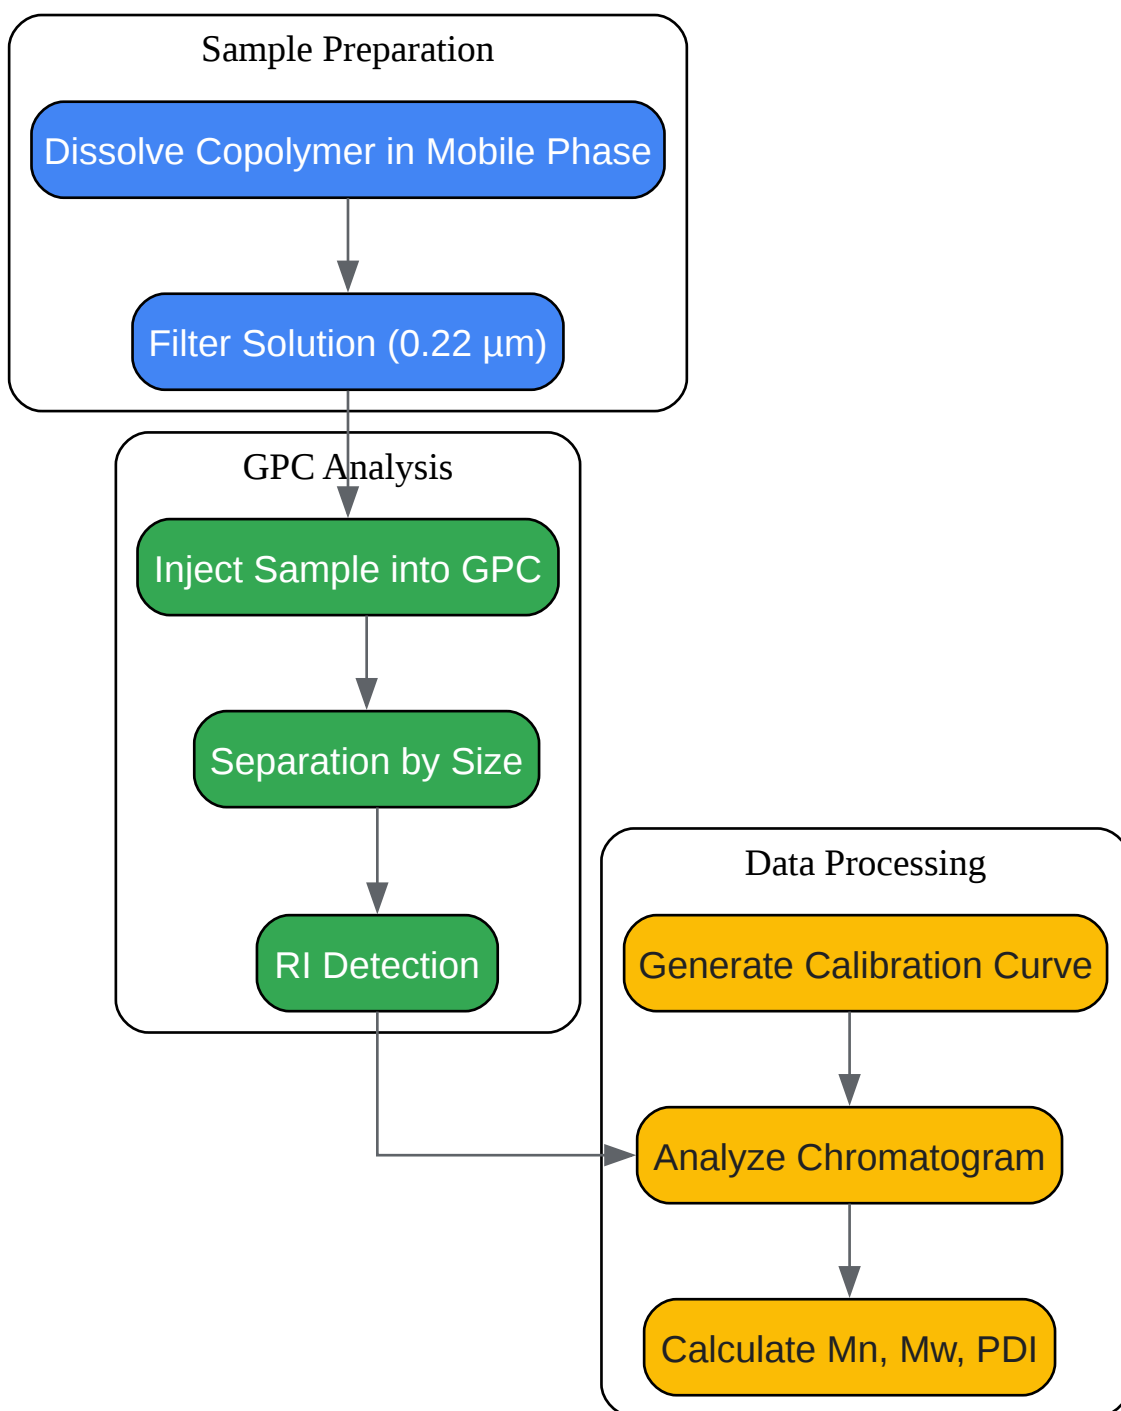 Sample Preparation
Dissolve Copolymer in Mobile Phase
Filter Solution (0.22 µm)
GPC Analysis
Inject Sample into GPC
Separation by Size
RI Detection
Data Processing
Generate Calibration Curve
Analyze Chromatogram
Calculate Mn, Mw, PDI